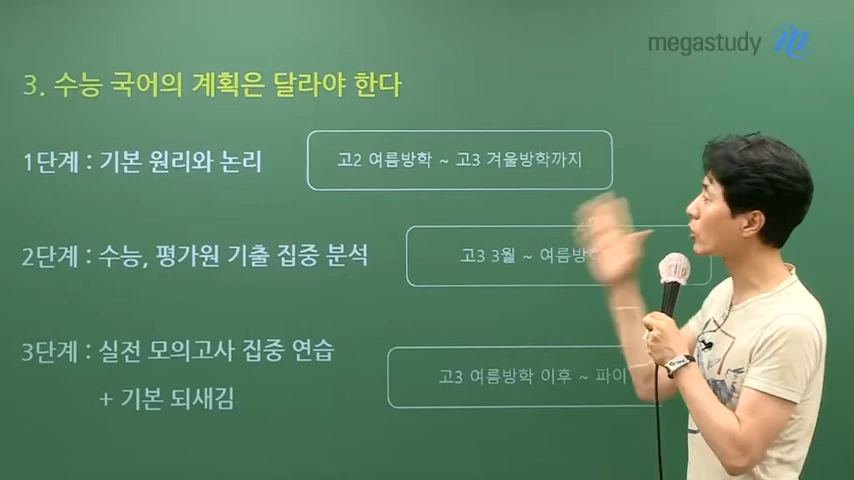 megastudy
3. 수능 국어의 계획은 달라야 한다
1단계 : 기본 원리와 논리
고2 여름방학 ~ 고3 겨울방학까지
2단계 : 수능, 평가원 기출 집중 분석
고3 3월 ~ 여름방
3단계 : 실전 모의고사 집중 연습
+ 기본 되새김
고3 여름방학 이후 ~ 파이